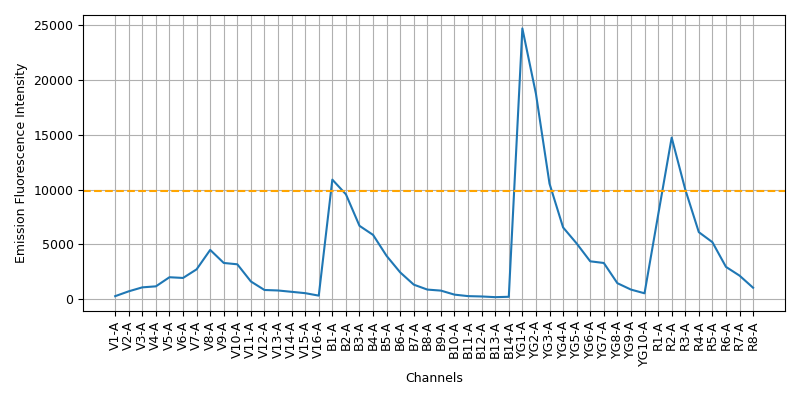 Emission Fluorescence Intensity
25000
20000
15000
10000
5000
0
V1-A
V2-A
V3-A
V4-A
V5-A
V6-A
V7-A
V8-A
V9-A
V10-A
V11-A
V12-A
V13-A
V14-A
V15-A
V16-A
B1-A
B2-A
B3-A
B4-A
B5-A
B6-A
B7-A
B8-A
B9-A
B10-A
B11-A
B12-A
B13-A
B14-A
YG1-A
YG2-A
YG3-A
YG4-A
YG5-A
YG6-A
YG7-A
YG8-A
YG9-A
YG10-A
R1-A
R2-A
R3-A
R4-A
R5-A
R6-A
R7-A
R8-A
Channels